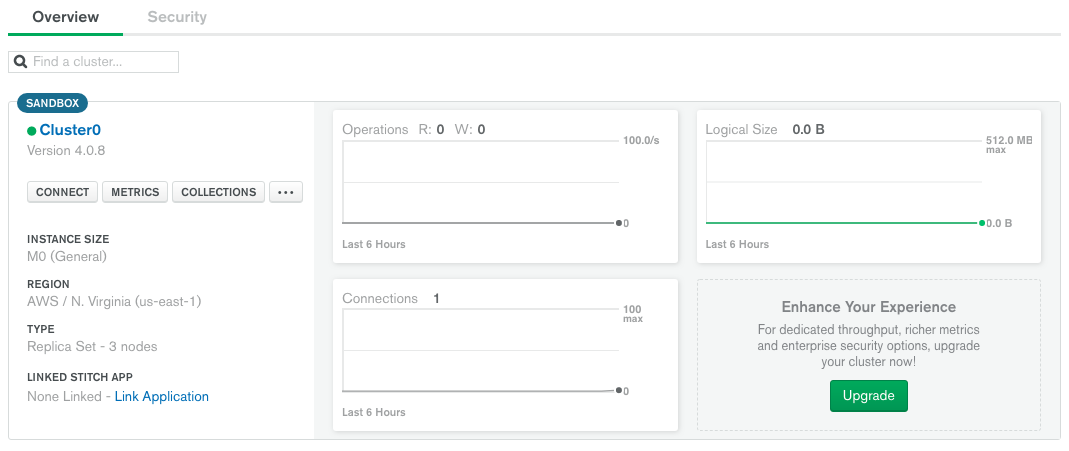 Overview
Security
Find a cluster...
SANDBOX
Cluster0
Version 4.0.8
CONNECT
METRICS
COLLECTIONS
...
INSTANCE SIZE
M0 (General)
REGION
AWS / N. Virginia (us-east-1)
TYPE
Replica Set - 3 nodes
LINKED STITCH APP
None Linked - Link Application
Operations R: 0 W: 0
100.0/s
0
Last 6 Hours
Logical Size 0.0 B
512.0 MB
max
0.0 B
Last 6 Hours
Connections 1
100
max
0
Last 6 Hours
Enhance Your Experience
For dedicated throughput, richer metrics
and enterprise security options, upgrade
your cluster now!
Upgrade